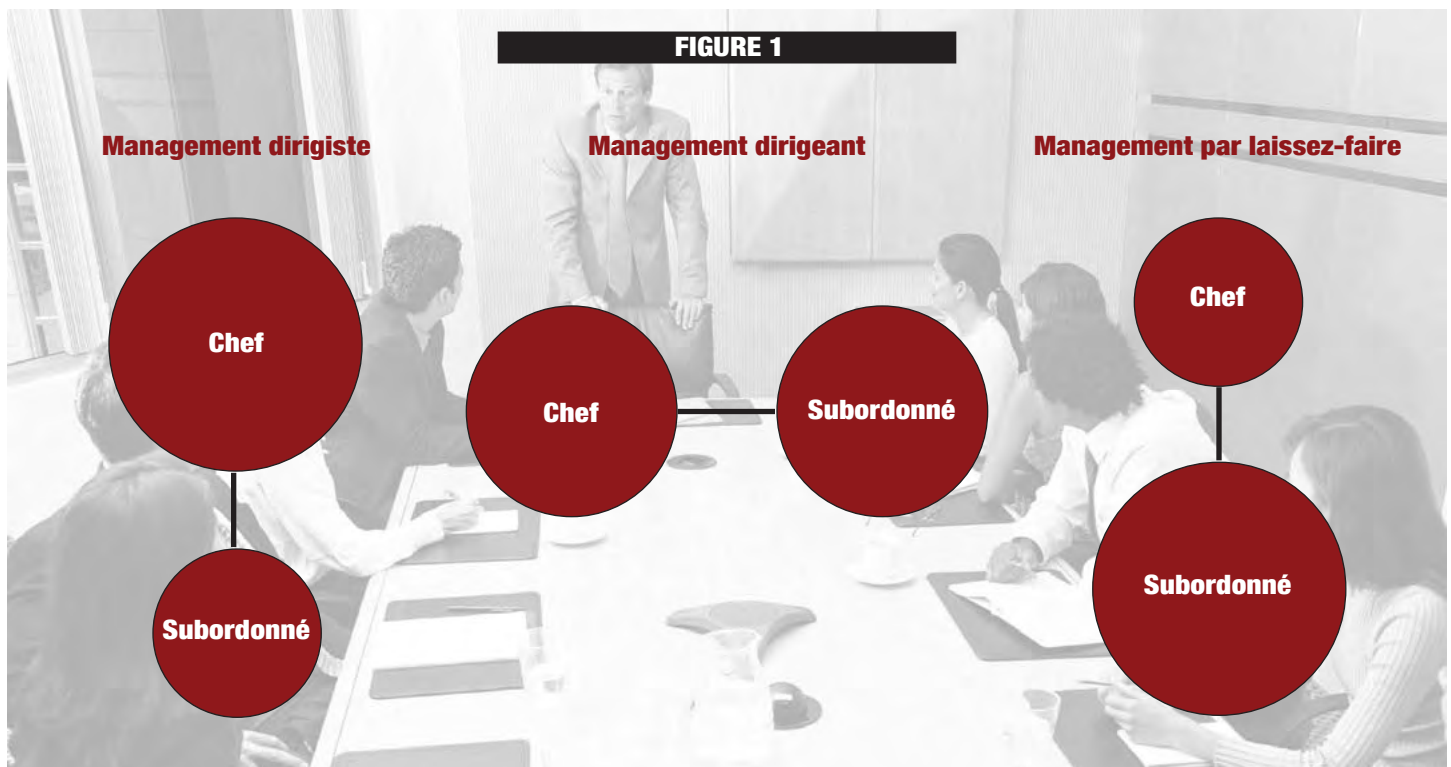 FIGURE 1
Management dirigiste
Chef
Subordonné
Management dirigeant
Chef
Subordonné
Management par laissez-faire
Chef
Subordonné